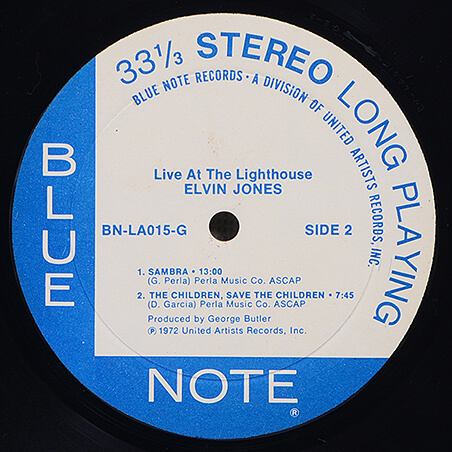 33 1/3 STEREO LONG PLAYING
BLUE NOTE RECORDS • A DIVISION OF UNITED ARTISTS RECORDS, INC.
BLUE
Live At The Lighthouse
ELVIN JONES
BN-LA015-G SIDE 2
1. SAMBRA • 13:00
(G. Perla) Perla Music Co. ASCAP
2. THE CHILDREN, SAVE THE CHILDREN • 7:45
(D. Garcia) Perla Music Co. ASCAP
Produced by George Butler
℗ 1972 United Artists Records, Inc.
NOTE
®